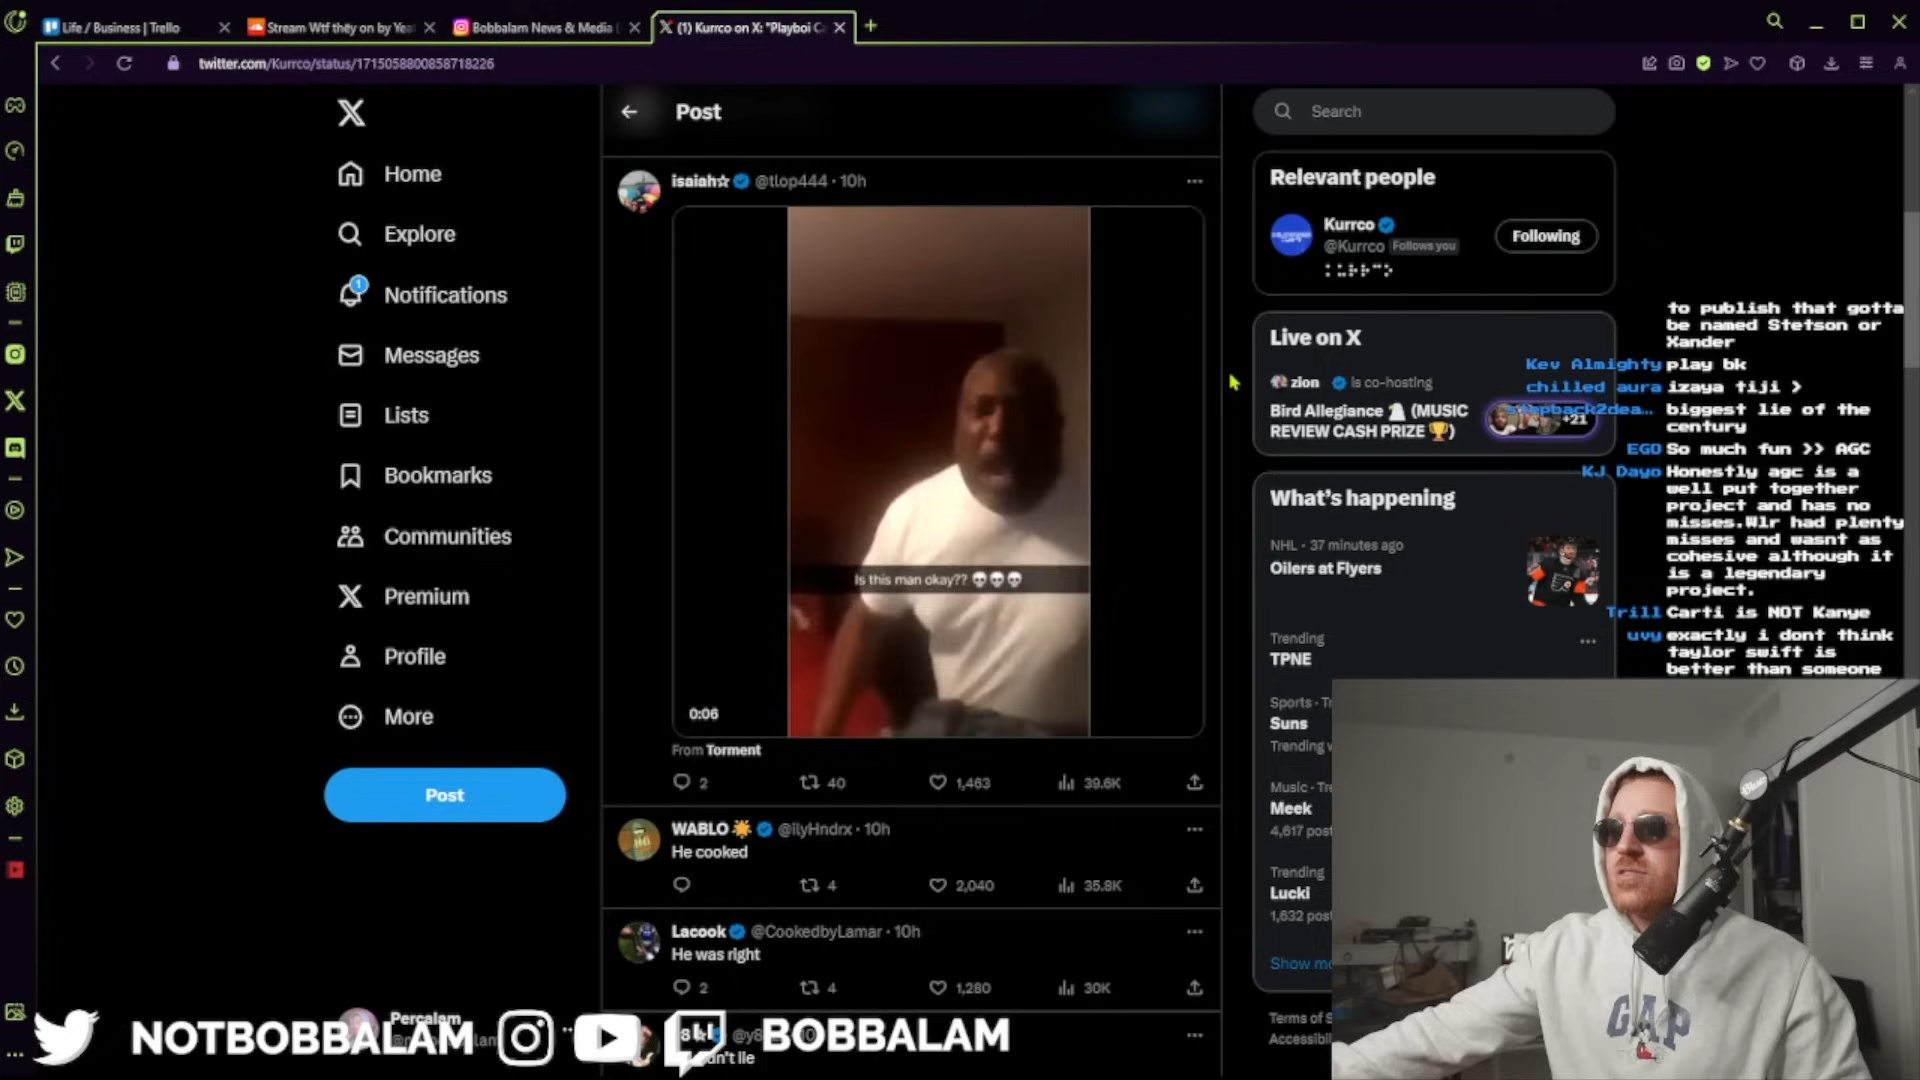 Life / Business | Trello
Stream Wtf they on by Yea
Bobbalam News & Media (
(1) Kurrco on X: "Playboi Ca
twitter.com/Kurrco/status/1715058800858718226
Home
Explore
1
Notifications
Messages
Lists
Bookmarks
Communities
Premium
Profile
More
Post
Percalam
Post
isaiah☆ @tlop444 · 10h
Is this man okay?? 💀💀💀
0:06
From Torment
2 40 1,463 39.6K
WABLO @ilyHndrx · 10h
He cooked
4 2,040 35.8K
Lacook @CookedbyLamar · 10h
He was right
2 4 1,280 30K
Search
Relevant people
Kurrco
@Kurrco Follows you
Following
Live on X
zion is co-hosting
Bird Allegiance (MUSIC
REVIEW CASH PRIZE 🏆)
+21
What's happening
NHL · 37 minutes ago
Oilers at Flyers
Trending
TPNE
Sports ·
Suns
Trending
Music ·
Meek
4,617
Trending
Lucki
1,632
Show
Terms of
to publish that gotta
be named Stetson or
Xander
Kev Almighty play bk
chilled aura izaya tiji >
stepback2dea… biggest lie of the
century
EGO So much fun >> AGC
KJ Dayo Honestly agc is a
well put together
project and has no
misses.Wlr had plenty
misses and wasnt as
cohesive although it
is a legendary
project.
Trill Carti is NOT Kanye
uvy exactly i dont think
taylor swift is
better than someone
GAP
NOTBOBBALAM
BOBBALAM